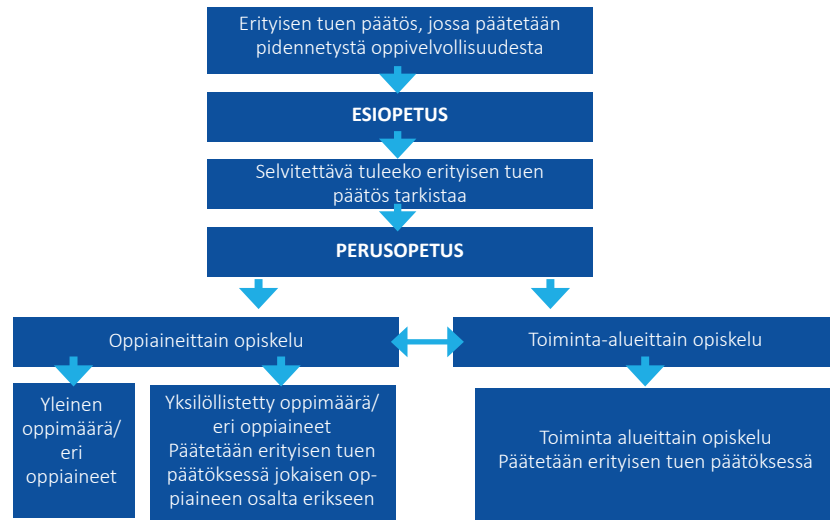 Erityisen tuen päätös, jossa päätetään
pidennetystä oppivelvollisuudesta
ESIOPETUS
Selvitettävä tuleeko erityisen tuen
päätös tarkistaa
PERUSOPETUS
Oppiaineittain opiskelu
Toiminta-alueittain opiskelu
Yleinen
oppimäärä/
eri
oppiaineet
Yksilöllistetty oppimäärä/
eri oppiaineet
Päätetään erityisen tuen
päätöksessä jokaisen op-
piaineen osalta erikseen
Toiminta alueittain opiskelu
Päätetään erityisen tuen päätöksessä